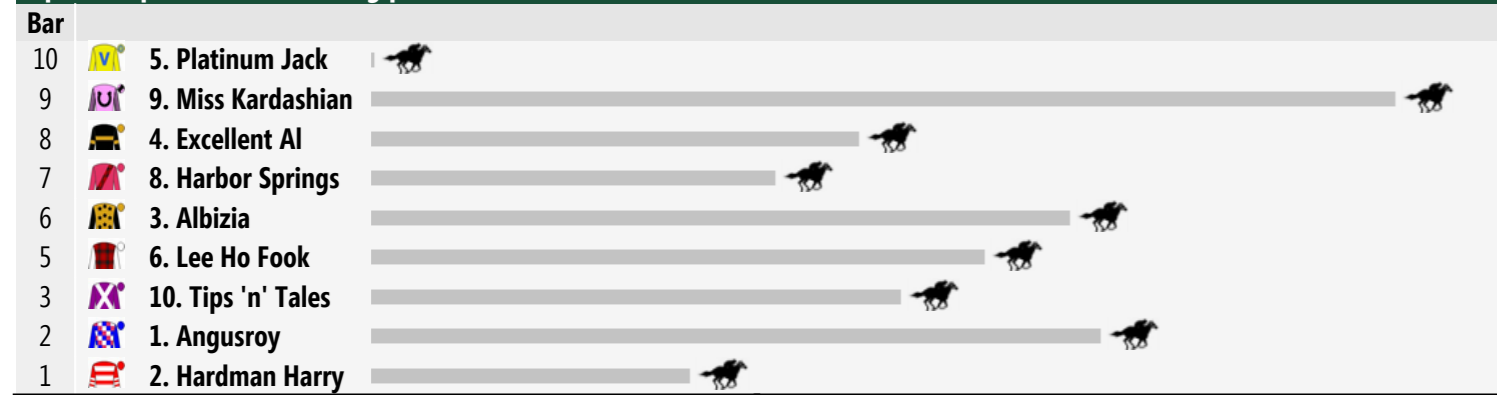 Bar
10 V 5. Platinum Jack
9 9. Miss Kardashian
8 4. Excellent Al
7 8. Harbor Springs
6 3. Albizia
5 6. Lee Ho Fook
3 10. Tips 'n' Tales
2 1. Angusroy
1 2. Hardman Harry